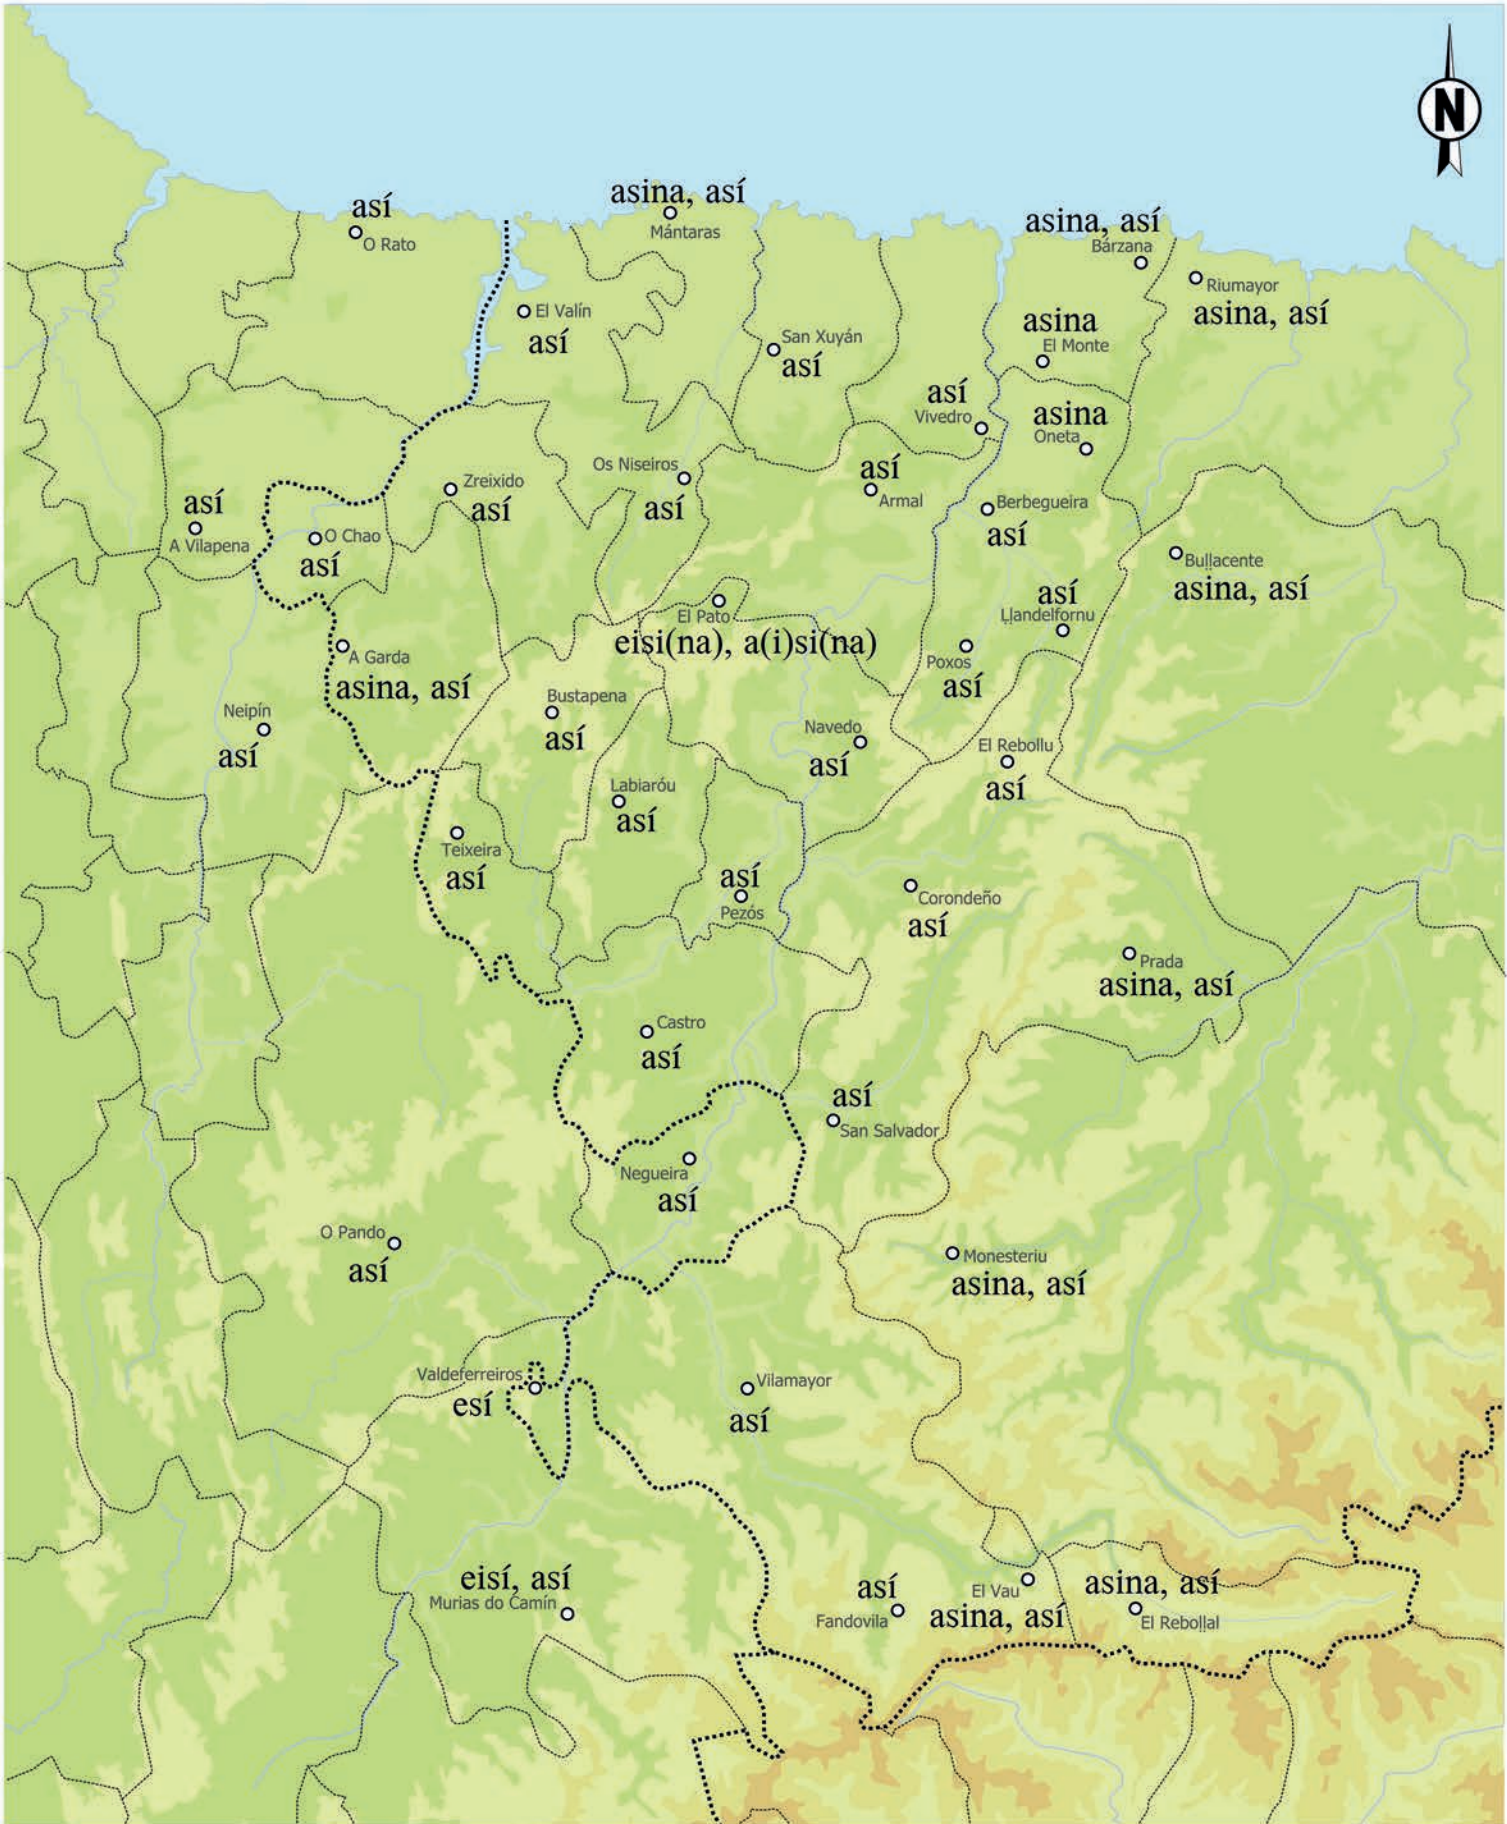 N
asina, así
Mántaras
así
O Rato
asina, así
Bárzana
Riumayor
asina, así
El Valín
así
asina
El Monte
San Xuyán
así
así
Vivedro
asina
Oneta
Os Niseiros
así
Zreixido
así
así
Armal
así
A Vilapena
Berbegueira
así
O Chao
así
Bul̤l̤acente
asina, así
así
L̤l̤andelfornu
El Pato
eisi(na), a(i)si(na)
A Garda
asina, así
Poxos
así
Bustapena
así
Neipín
así
Navedo
así
El Rebollu
así
Labiaróu
así
Teixeira
así
así
Pezós
Corondeño
así
Prada
asina, así
Castro
así
así
San Salvador
Negueira
así
O Pando
así
Monesteriu
asina, así
Valdeferreiros
esí
Vilamayor
así
eisí, así
Murias do Camín
así
Fandovila
El Vau
asina, así
asina, así
El Rebol̤l̤al